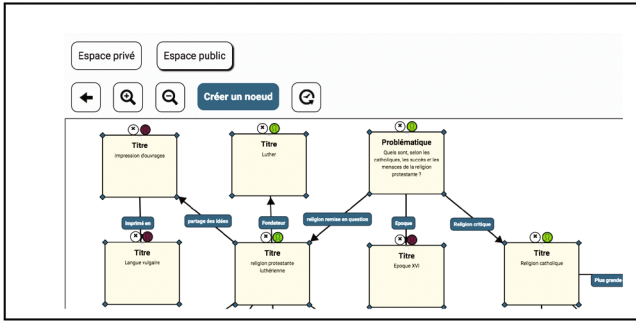 Espace privé
Espace public
Créer un noeud
Titre
Impression d'ouvrages
Titre
Luther
Problématique
Quels sont, selon les
catholiques, les succès et les
menaces de la religion
protestante ?
Imprimé en
partage des idées
Fondateur
religion remise en question
Epoque
Religion critique
Titre
Langue vulgaire
Titre
religion protestante
luthérienne
Titre
Epoque XVI
Titre
Religion catholique
Plus grande